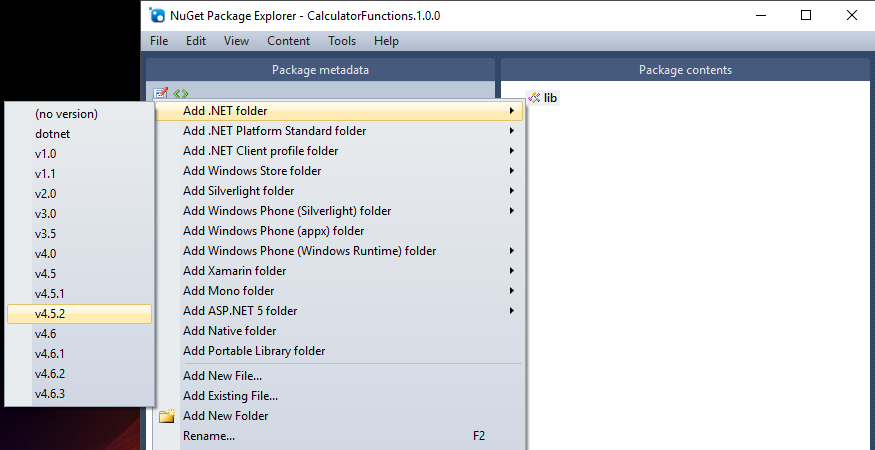 NuGet Package Explorer - CalculatorFunctions.1.0.0
File Edit View Content Tools Help
Package metadata
Package contents
lib
Add .NET folder
Add .NET Platform Standard folder
Add .NET Client profile folder
Add Windows Store folder
Add Silverlight folder
Add Windows Phone (Silverlight) folder
Add Windows Phone (appx) folder
Add Windows Phone (Windows Runtime) folder
Add Xamarin folder
Add Mono folder
Add ASP.NET 5 folder
Add Native folder
Add Portable Library folder
Add New File...
Add Existing File...
Add New Folder
Rename... F2
(no version)
dotnet
v1.0
v1.1
v2.0
v3.0
v3.5
v4.0
v4.5
v4.5.1
v4.5.2
v4.6
v4.6.1
v4.6.2
v4.6.3